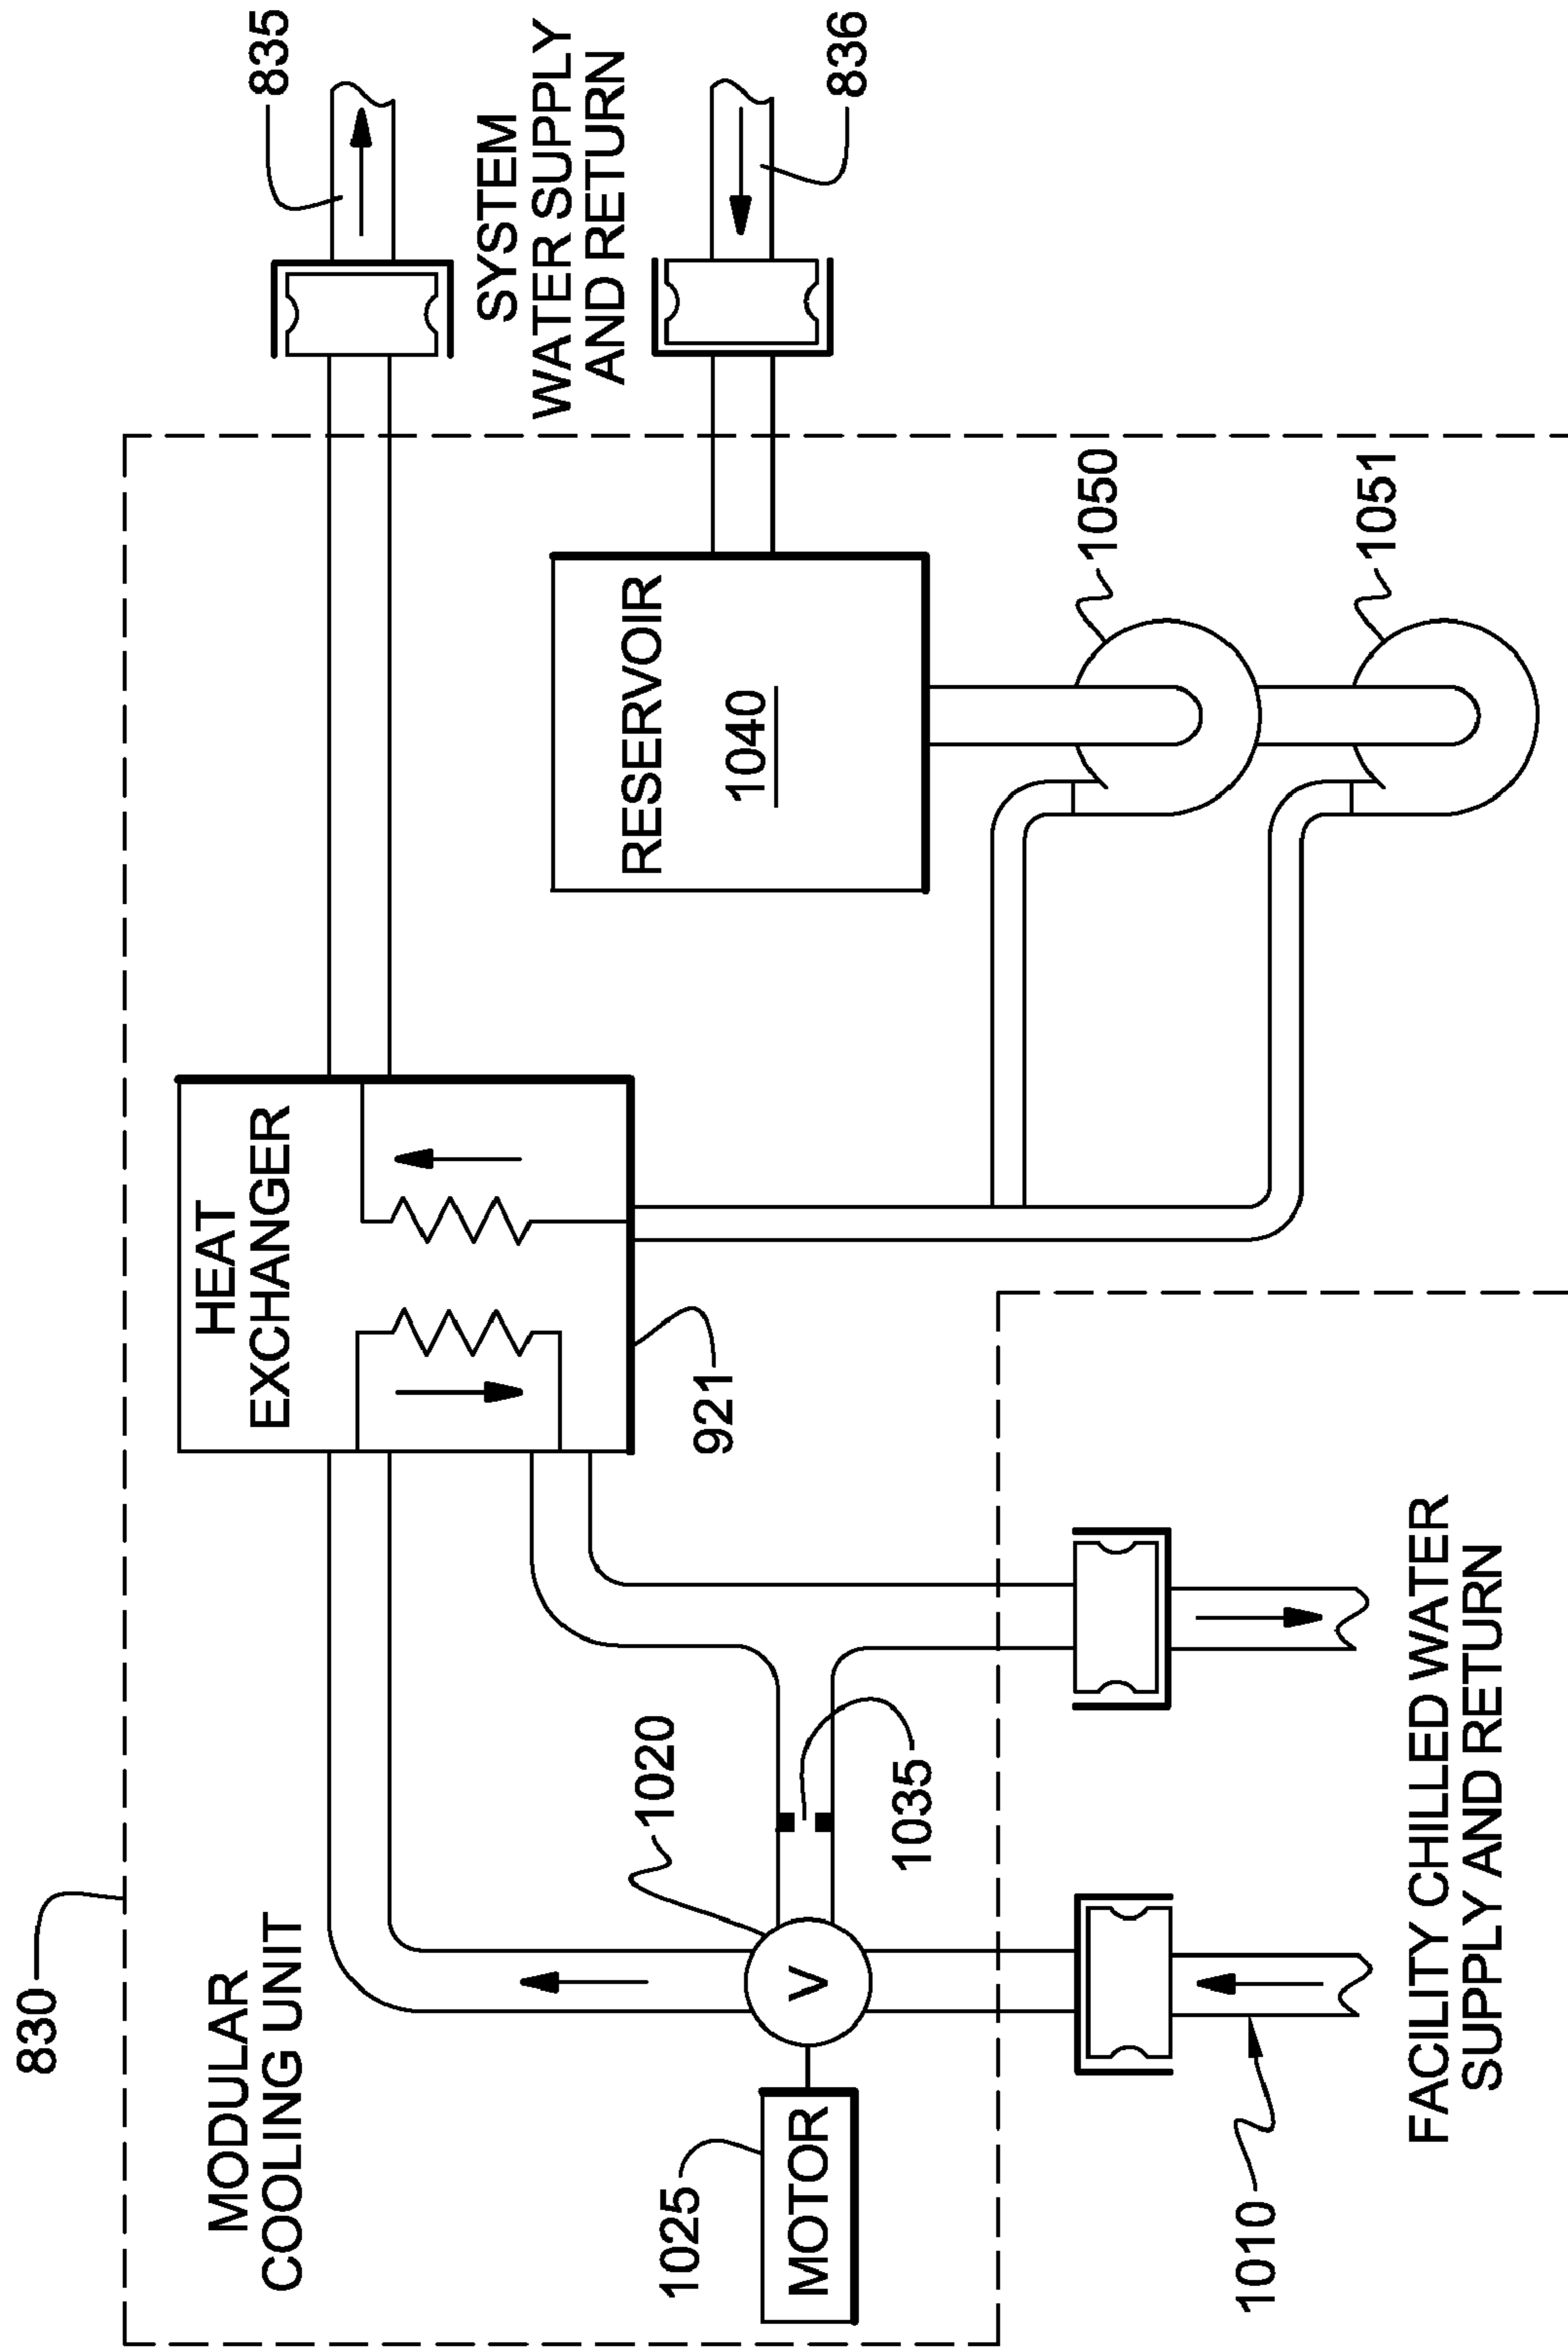 830
MODULAR
COOLING UNIT
HEAT
EXCHANGER
835
SYSTEM
WATER SUPPLY
AND RETURN
836
RESERVOIR
1040
921
1020
1025
MOTOR
V
1035
1050
1051
1010
FACILITY CHILLED WATER
SUPPLY AND RETURN